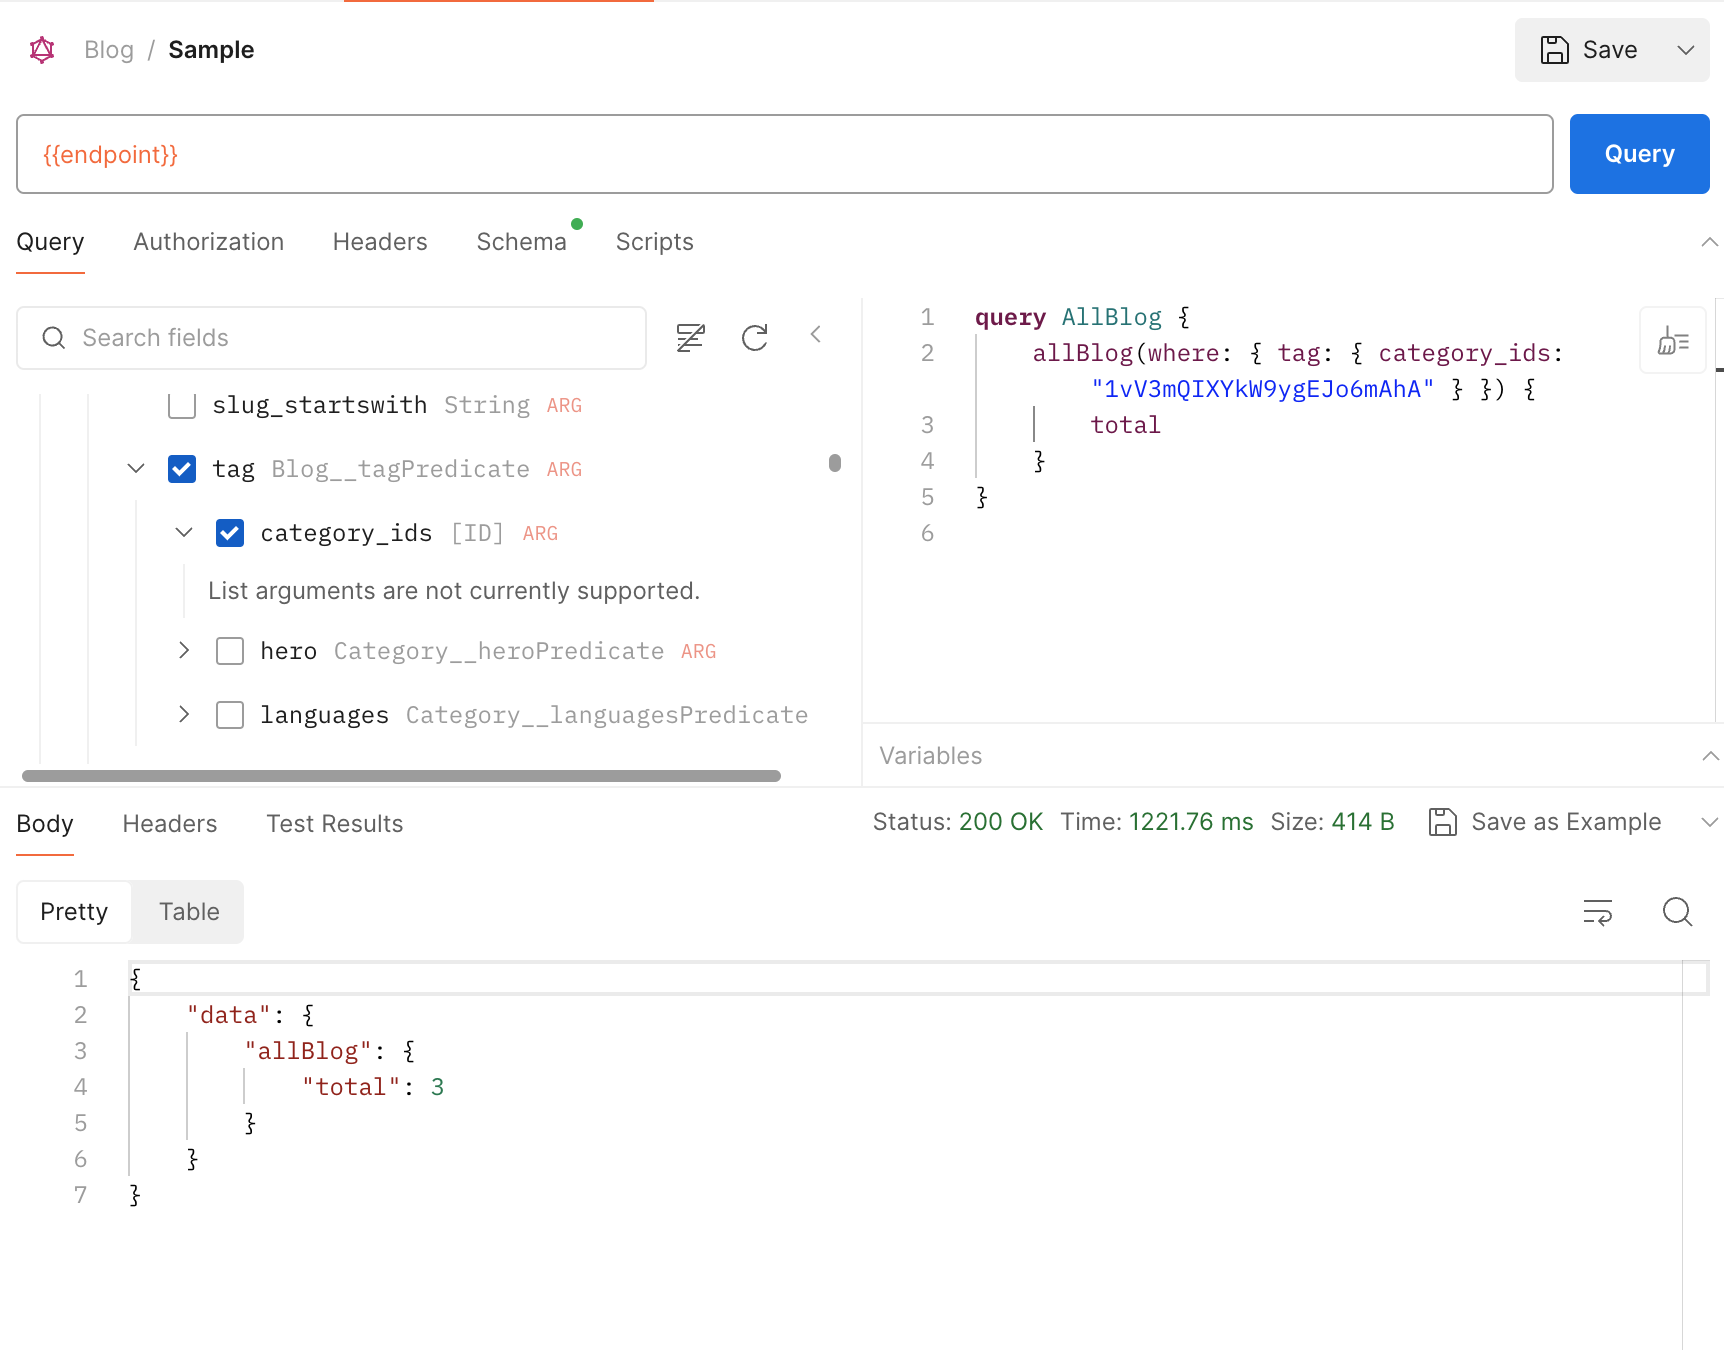 Blog / Sample
Save
{{endpoint}}
Query
Query Authorization Headers Schema Scripts
Search fields
slug_startswith String ARG
tag Blog__tagPredicate ARG
category_ids [ID] ARG
List arguments are not currently supported.
hero Category__heroPredicate ARG
languages Category__languagesPredicate
1 query AllBlog {
2 allBlog(where: { tag: { category_ids:
"1vV3mQIXYkW9ygEJo6mAhA" } }) {
3 total
4 }
5 }
6
Variables
Body Headers Test Results
Status: 200 OK Time: 1221.76 ms Size: 414 B Save as Example
Pretty Table
1 {
2 "data": {
3 "allBlog": {
4 "total": 3
5 }
6 }
7 }